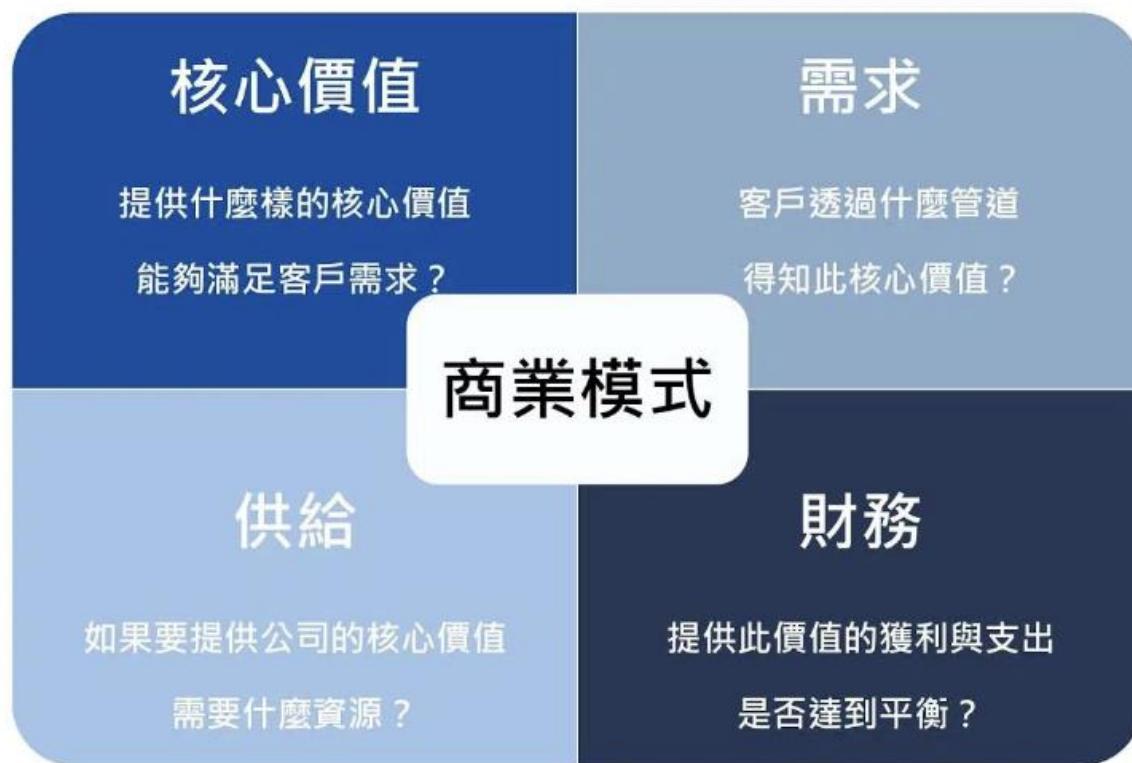 核心價值
提供什麼樣的核心價值
能夠滿足客戶需求？
需求
客戶透過什麼管道
得知此核心價值？
商業模式
供給
如果要提供公司的核心價值
需要什麼資源？
財務
提供此價值的獲利與支出
是否達到平衡？